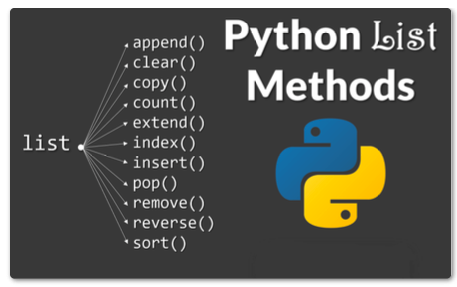 Python List
Methods
list
append()
clear()
copy()
count()
extend()
index()
insert()
pop()
remove()
reverse()
sort()